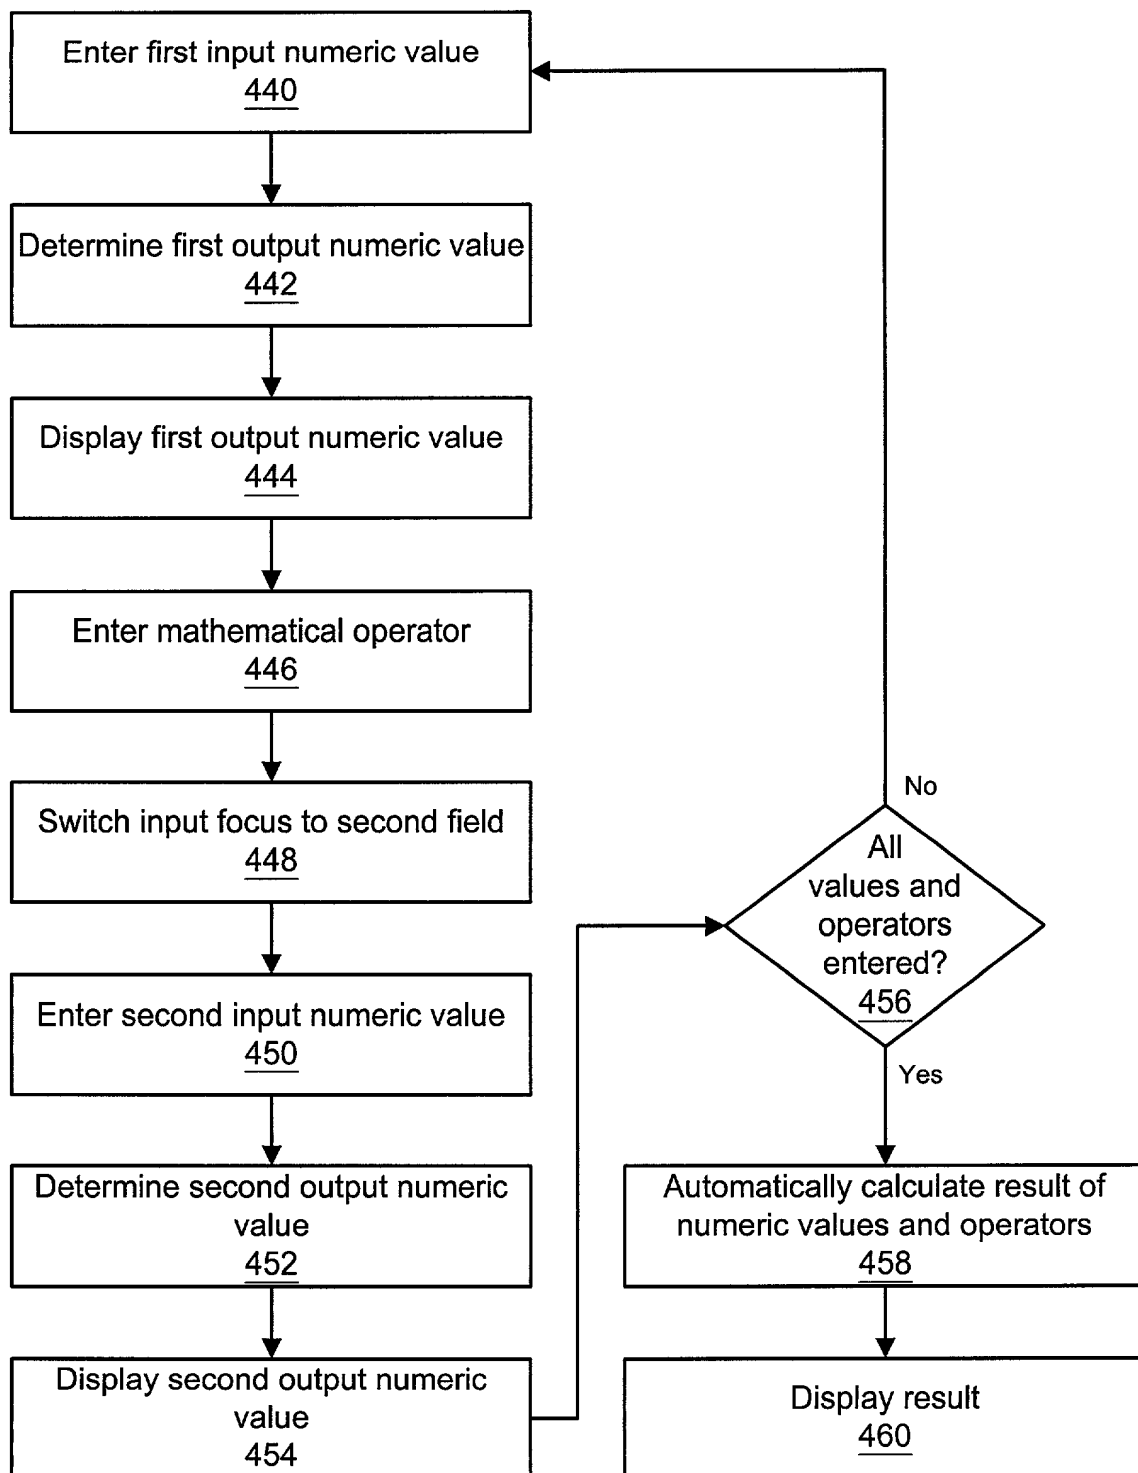 Enter first input numeric value
440
Determine first output numeric value
442
Display first output numeric value
444
Enter mathematical operator
446
Switch input focus to second field
448
Enter second input numeric value
450
Determine second output numeric
value
452
Display second output numeric
value
454
No
All
values and
operators
entered?
456
Yes
Automatically calculate result of
numeric values and operators
458
Display result
460